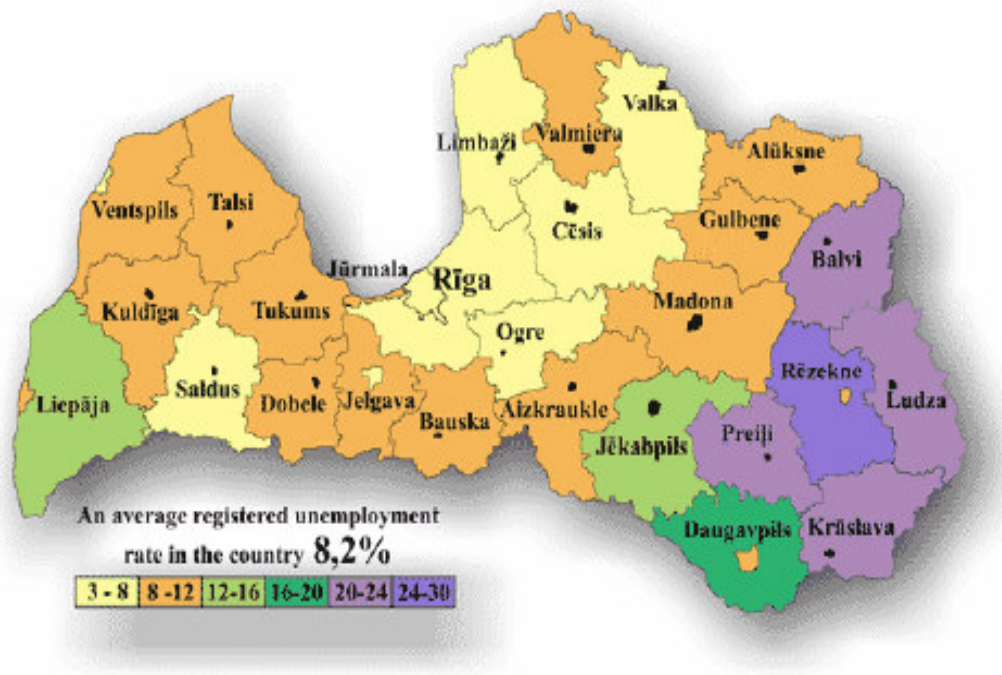 Valka
Limbaži
Valmiera
Alūksne
Ventspils
Talsi
Cēsis
Gulbene
Balvi
Jūrmala
Rīga
Kuldīga
Tukums
Madona
Ogre
Rēzekne
Saldus
Liepāja
Dobele
Jelgava
Bauska
Aizkraukle
Ludza
Jēkabpils
Preiļi
Daugavpils
Krāslava
An average registered unemployment
rate in the country 8,2%
3 - 8 8 -12 12-16 16-20 20-24 24-30